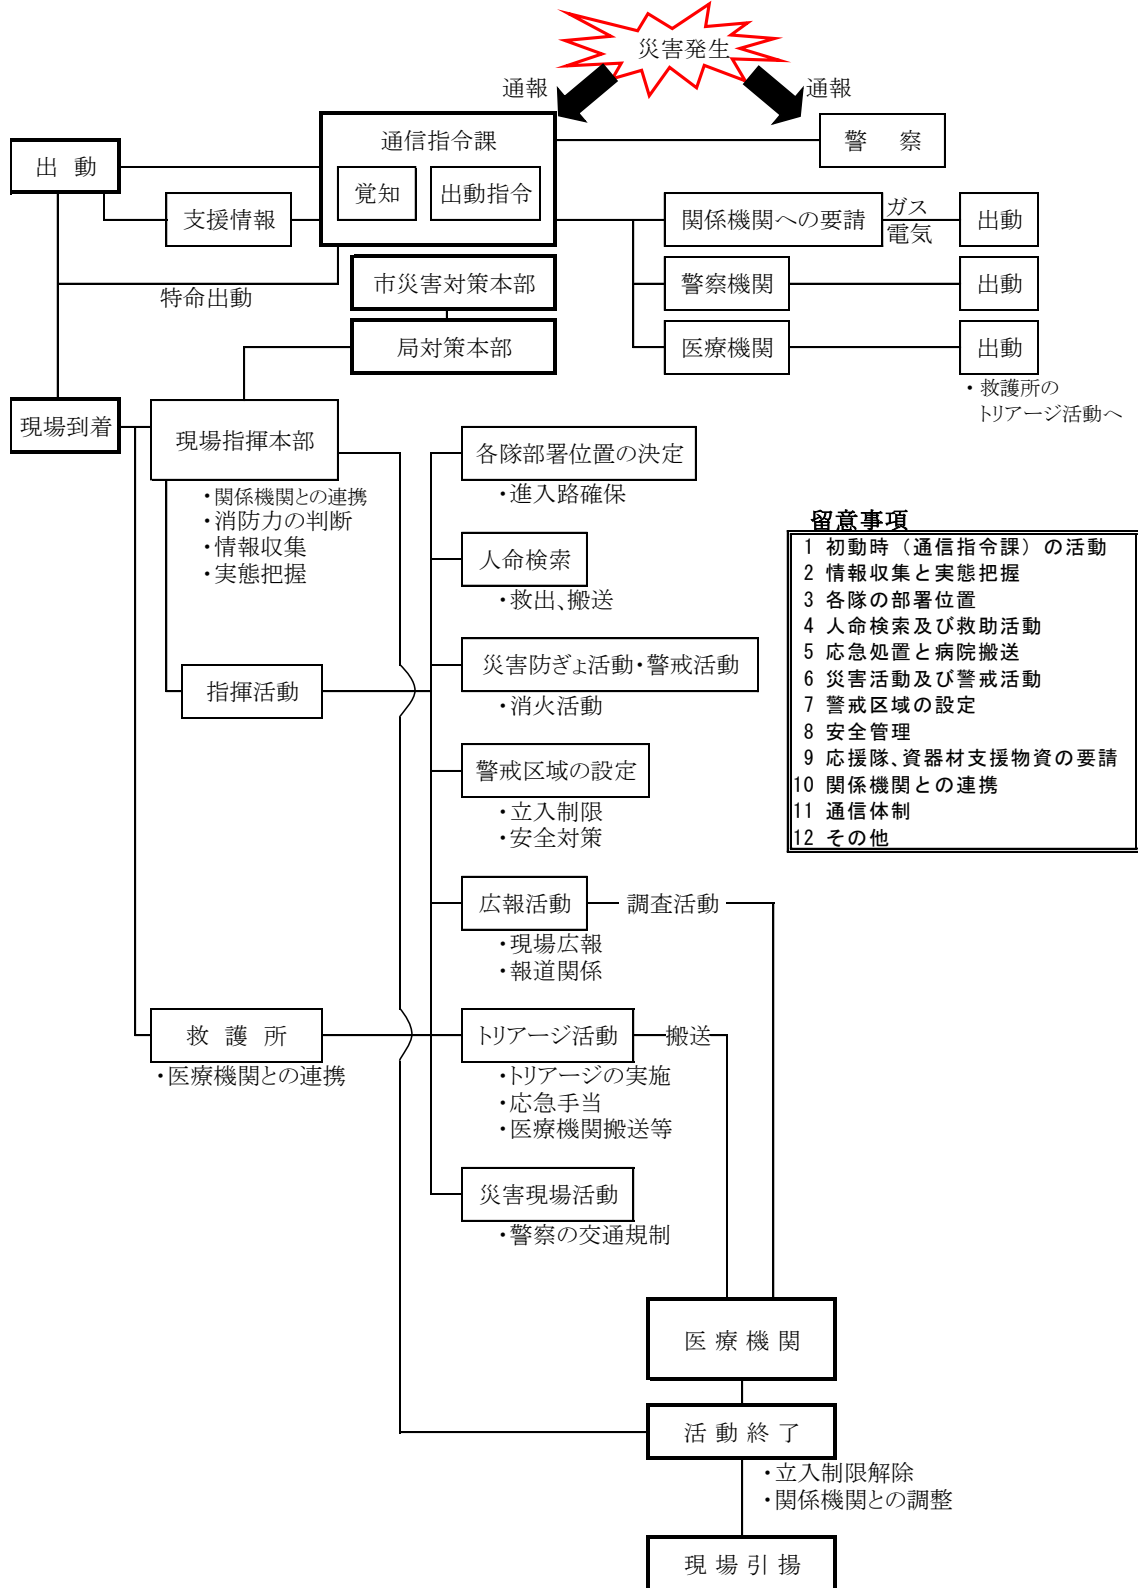 災害発生
通報
通報
通信指令課
警　察
出 動
覚知
出動指令
支援情報
関係機関への要請
ガス
電気
出動
市災害対策本部
警察機関
出動
特命出動
局対策本部
医療機関
出動
・救護所の
トリアージ活動へ
現場到着
現場指揮本部
・関係機関との連携
・消防力の判断
・情報収集
・実態把握
各隊部署位置の決定
・進入路確保
留意事項
1 初動時（通信指令課）の活動
2 情報収集と実態把握
3 各隊の部署位置
4 人命検索及び救助活動
5 応急処置と病院搬送
6 災害活動及び警戒活動
7 警戒区域の設定
8 安全管理
9 応援隊、資器材支援物資の要請
10 関係機関との連携
11 通信体制
12 その他
人命検索
・救出、搬送
指揮活動
災害防ぎょ活動・警戒活動
・消火活動
警戒区域の設定
・立入制限
・安全対策
広報活動
調査活動
・現場広報
・報道関係
救 護 所
・医療機関との連携
トリアージ活動
搬送
・トリアージの実施
・応急手当
・医療機関搬送等
災害現場活動
・警察の交通規制
医 療 機 関
活 動 終 了
・立入制限解除
・関係機関との調整
現 場 引 揚